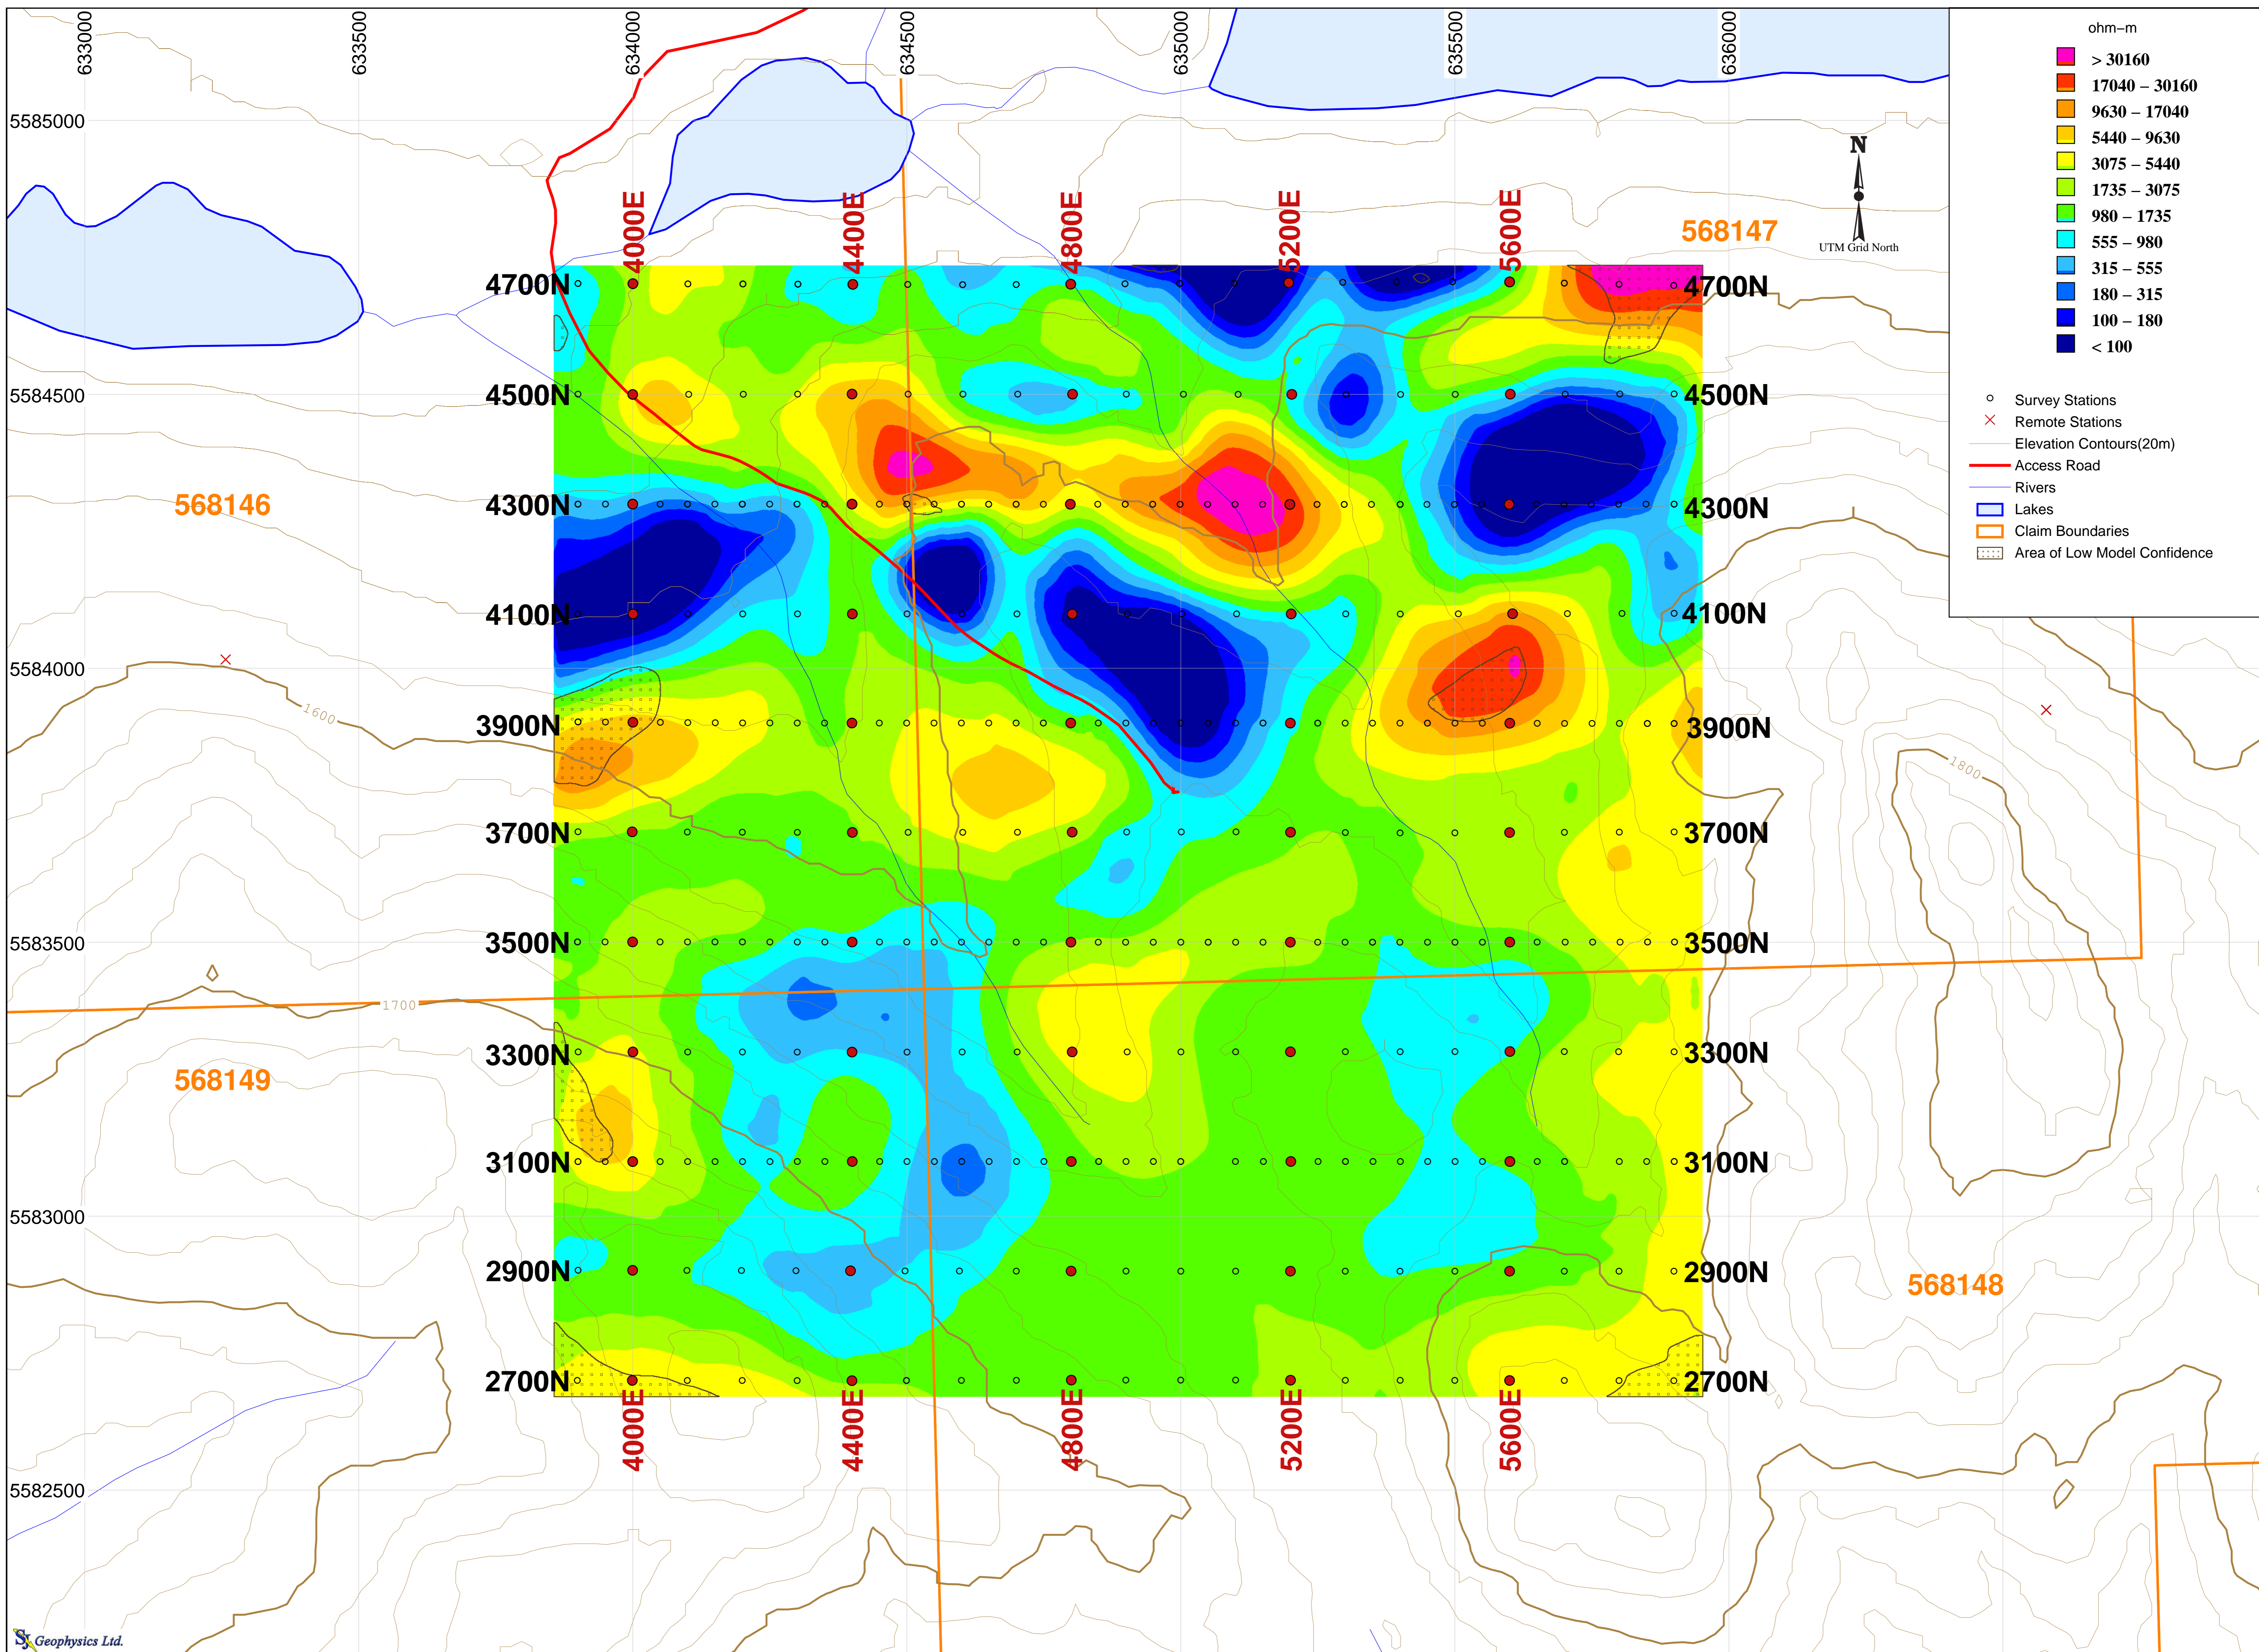 633000 633500 634000 634500 635000 635500 636000
ohm–m
> 30160
17040 – 30160
9630 – 17040
5440 – 9630
3075 – 5440
1735 – 3075
980 – 1735
555 – 980
315 – 555
180 – 315
100 – 180
< 100
Survey Stations
Remote Stations
Elevation Contours(20m)
Access Road
Rivers
Lakes
Claim Boundaries
Area of Low Model Confidence
N
UTM Grid North
5585000
568147
4000E 4400E 4800E 5200E 5600E
4700N 4700N
5584500
4500N 4500N
568146
4300N 4300N
4100N 4100N
5584000
1600
3900N 3900N
1800
3700N 3700N
5583500
3500N 3500N
1700
3300N 3300N
568149
3100N 3100N
5583000
2900N 2900N
568148
2700N 2700N
4000E 4400E 4800E 5200E 5600E
5582500
SJ Geophysics Ltd.